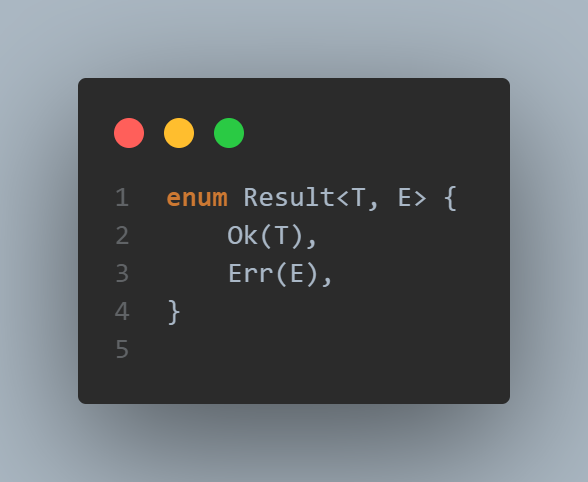 1 enum Result<T, E> {
2     Ok(T),
3     Err(E),
4 }
5